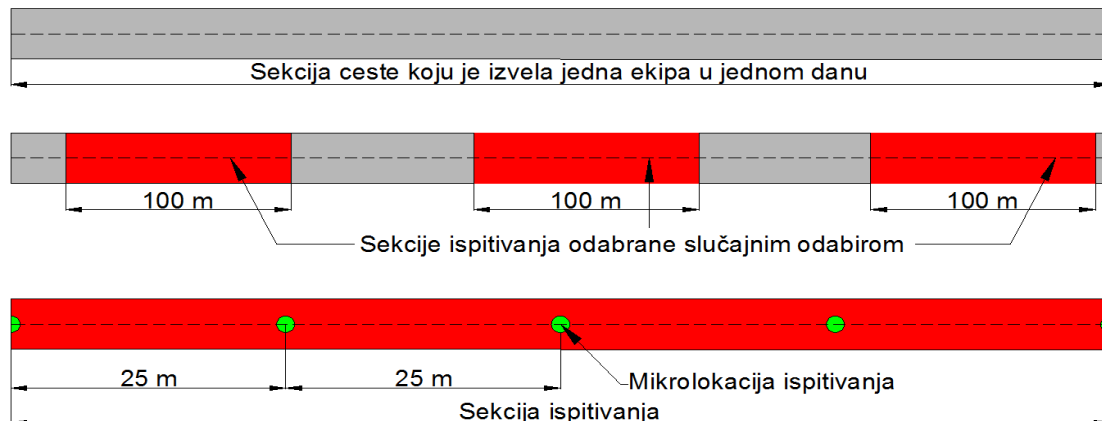 Sekcija ceste koju je izvela jedna ekipa u jednom danu
100 m
100 m
100 m
Sekcije ispitivanja odabrane slučajnim odabirom
25 m
25 m
Mikrolokacija ispitivanja
Sekcija ispitivanja